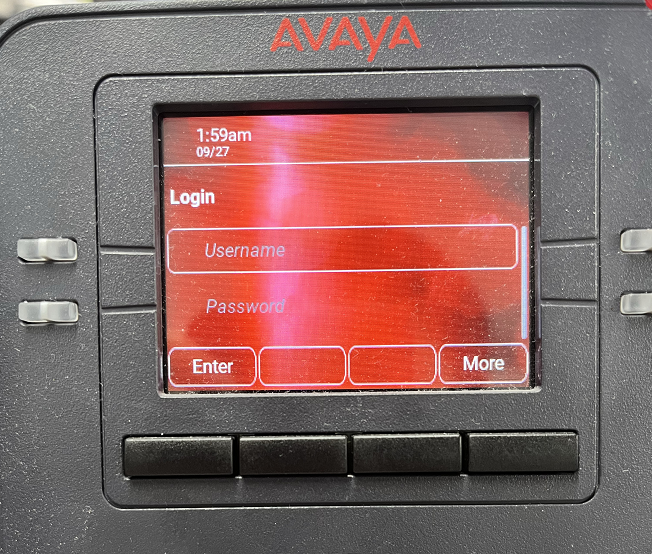 AVAYA
1:59am
09/27
Login
Username
Password
Enter More